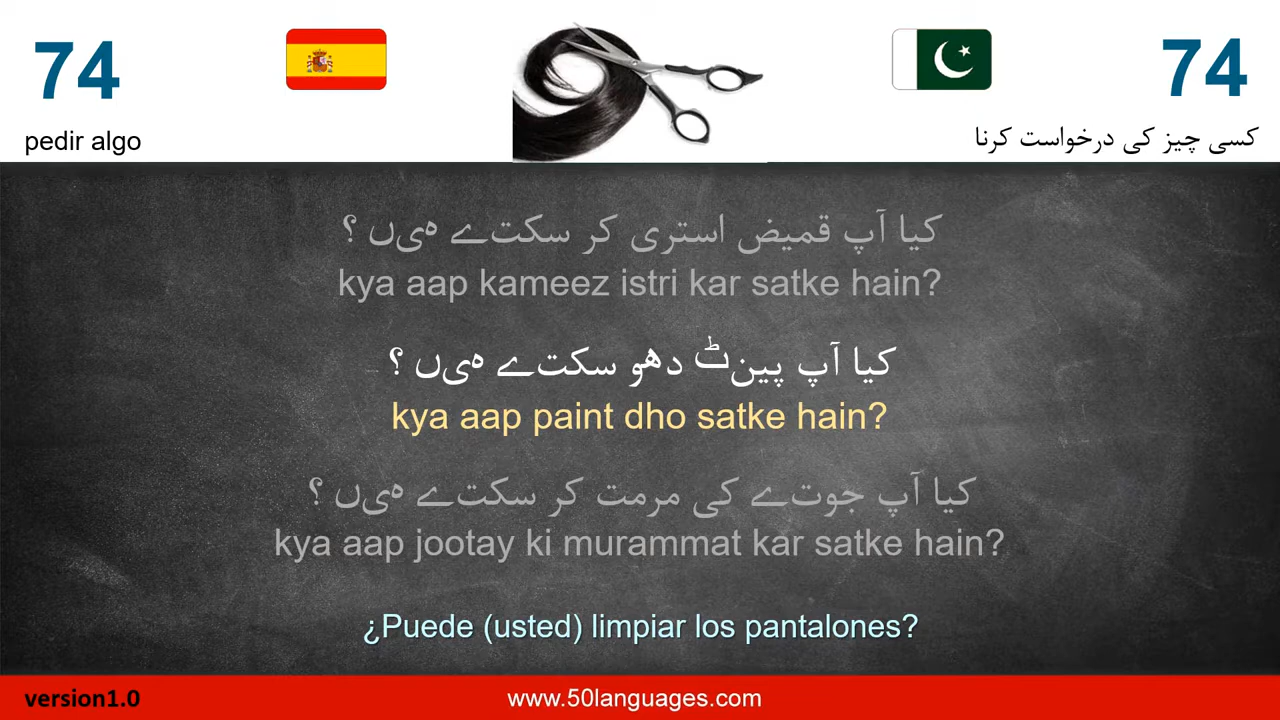 74
74
pedir algo
کسی چیز کی درخواست کرنا
کیا آپ قمیض استری کر سکتے ہیں ؟
kya aap kameez istri kar satke hain?
کیا آپ پینٹ دھو سکتے ہیں ؟
kya aap paint dho satke hain?
کیا آپ جوتے کی مرمت کر سکتے ہیں ؟
kya aap jootay ki murammat kar satke hain?
¿Puede (usted) limpiar los pantalones?
version1.0
www.50languages.com